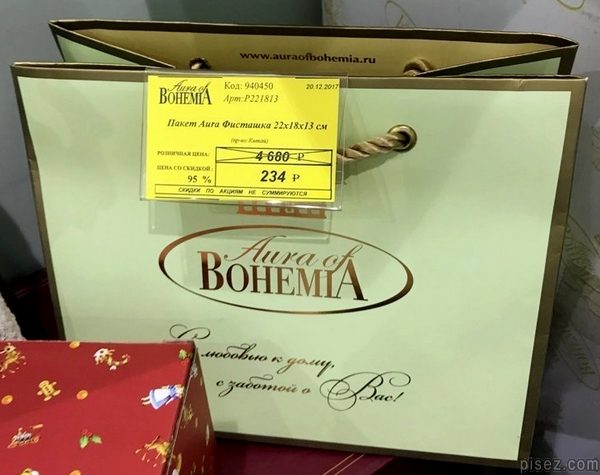 www.auraofbohemia.ru
Aura of
BOHEMIA
Код: 940450
20.12.2017
Арт:P221813
Пакет Aura Фисташка 22х18х13 см
(пр-во Китай)
РОЗНИЧНАЯ ЦЕНА:
4 680 ₽
ЦЕНА СО СКИДКОЙ:
95 %
234 ₽
СКИДКИ ПО АКЦИЯМ НЕ СУММИРУЮТСЯ
Aura of
BOHEMIA
С любовью к дому,
с заботой о Вас!
pisez.com